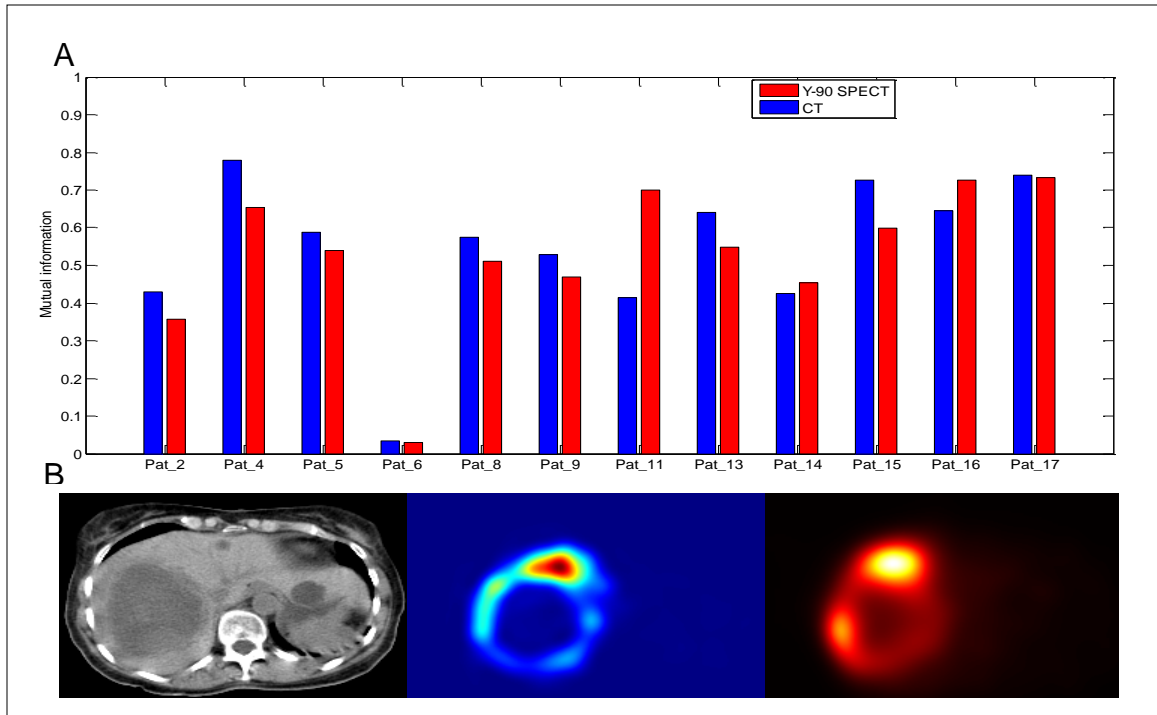 A
1
0.9
0.8
0.7
0.6
0.5
0.4
0.3
0.2
0.1
0
Mutual information
Y-90 SPECT
CT
Pat_2 Pat_4 Pat_5 Pat_6 Pat_8 Pat_9 Pat_11 Pat_13 Pat_14 Pat_15 Pat_16 Pat_17
B